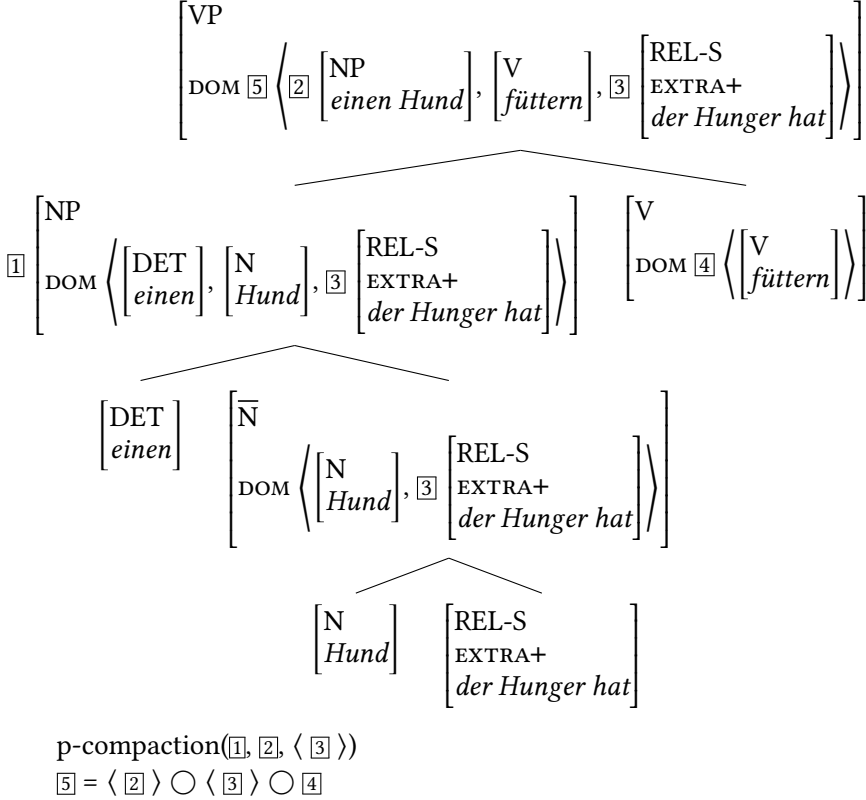 VP
DOM 5 ⟨ 2 [NP einen Hund], [V füttern], 3 [REL-S EXTRA+ der Hunger hat] ⟩
1 NP
DOM ⟨ [DET einen], [N Hund], 3 [REL-S EXTRA+ der Hunger hat] ⟩
V
DOM 4 ⟨ [V füttern] ⟩
DET
einen
N̅
DOM ⟨ [N Hund], 3 [REL-S EXTRA+ der Hunger hat] ⟩
N
Hund
REL-S
EXTRA+
der Hunger hat
p-compaction(1, 2, ⟨ 3 ⟩)
5 = ⟨ 2 ⟩ ◯ ⟨ 3 ⟩ ◯ 4